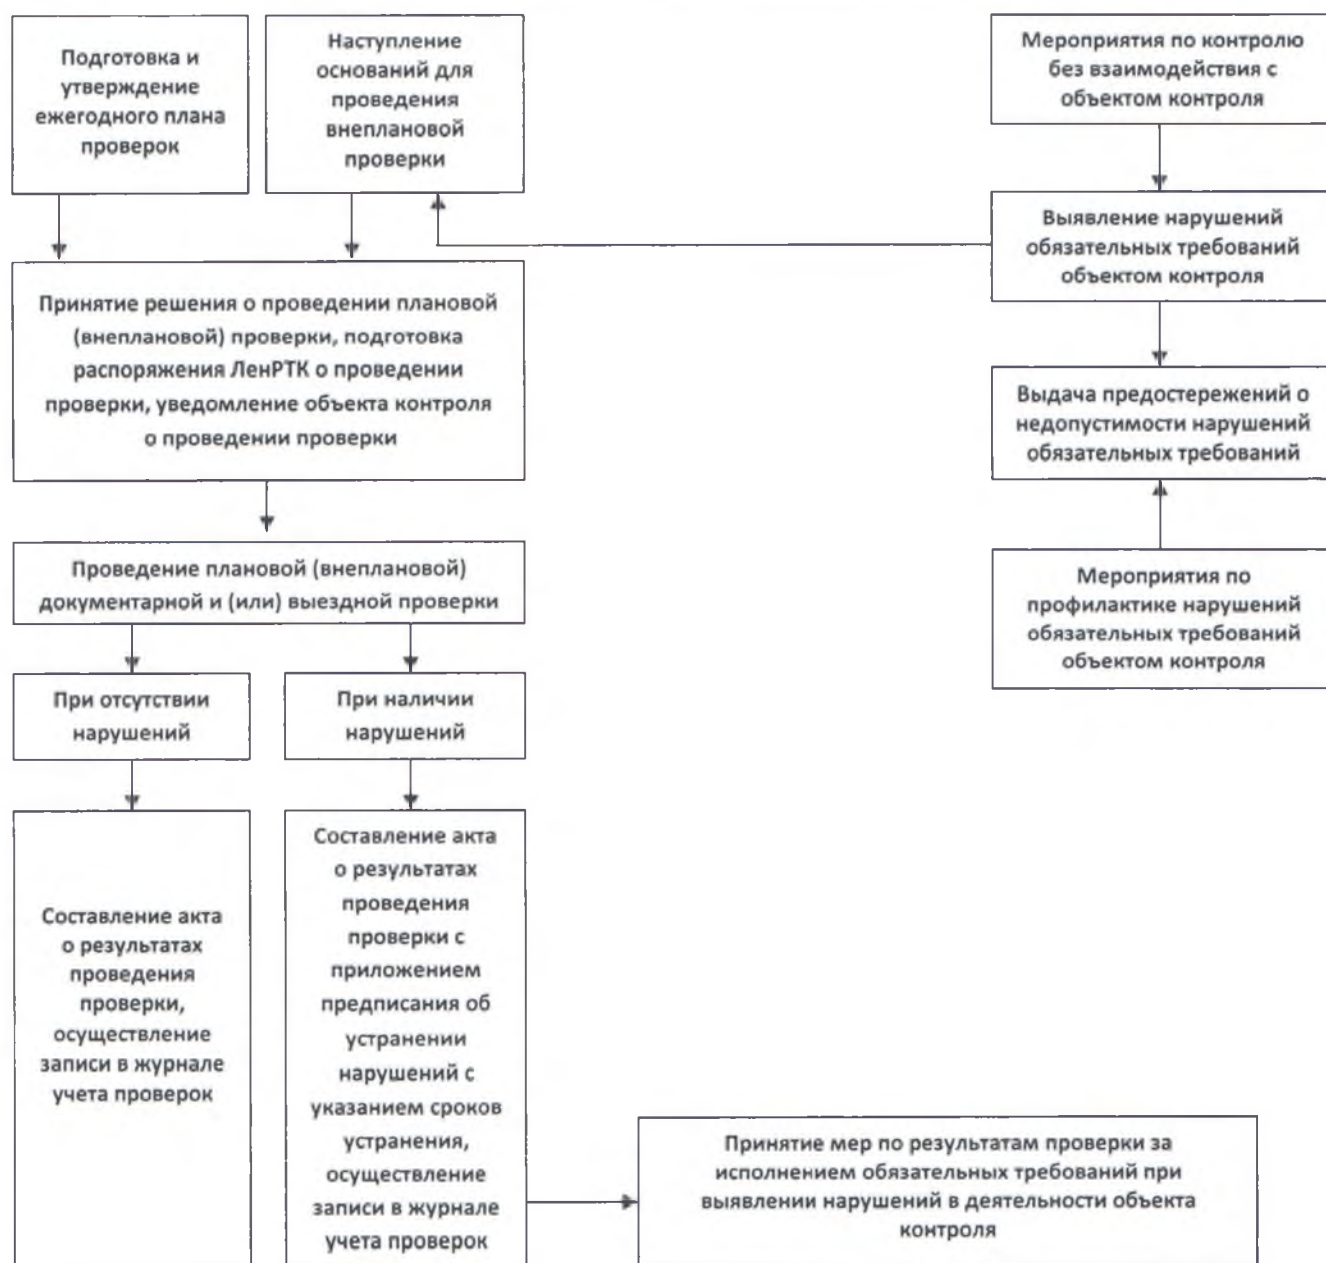 Подготовка и
утверждение
ежегодного плана
проверок
Наступление
оснований для
проведения
внеплановой
проверки
Мероприятия по контролю
без взаимодействия с
объектом контроля
Выявление нарушений
обязательных требований
объектом контроля
Принятие решения о проведении плановой
(внеплановой) проверки, подготовка
распоряжения ЛенРТК о проведении
проверки, уведомление объекта контроля
о проведении проверки
Выдача предостережений о
недопустимости нарушений
обязательных требований
Проведение плановой (внеплановой)
документарной и (или) выездной проверки
Мероприятия по
профилактике нарушений
обязательных требований
объектом контроля
При отсутствии
нарушений
При наличии
нарушений
Составление акта
о результатах
проведения
проверки,
осуществление
записи в журнале
учета проверок
Составление акта
о результатах
проведения
проверки с
приложением
предписания об
устранении
нарушений с
указанием сроков
устранения,
осуществление
записи в журнале
учета проверок
Принятие мер по результатам проверки за
исполнением обязательных требований при
выявлении нарушений в деятельности объекта
контроля